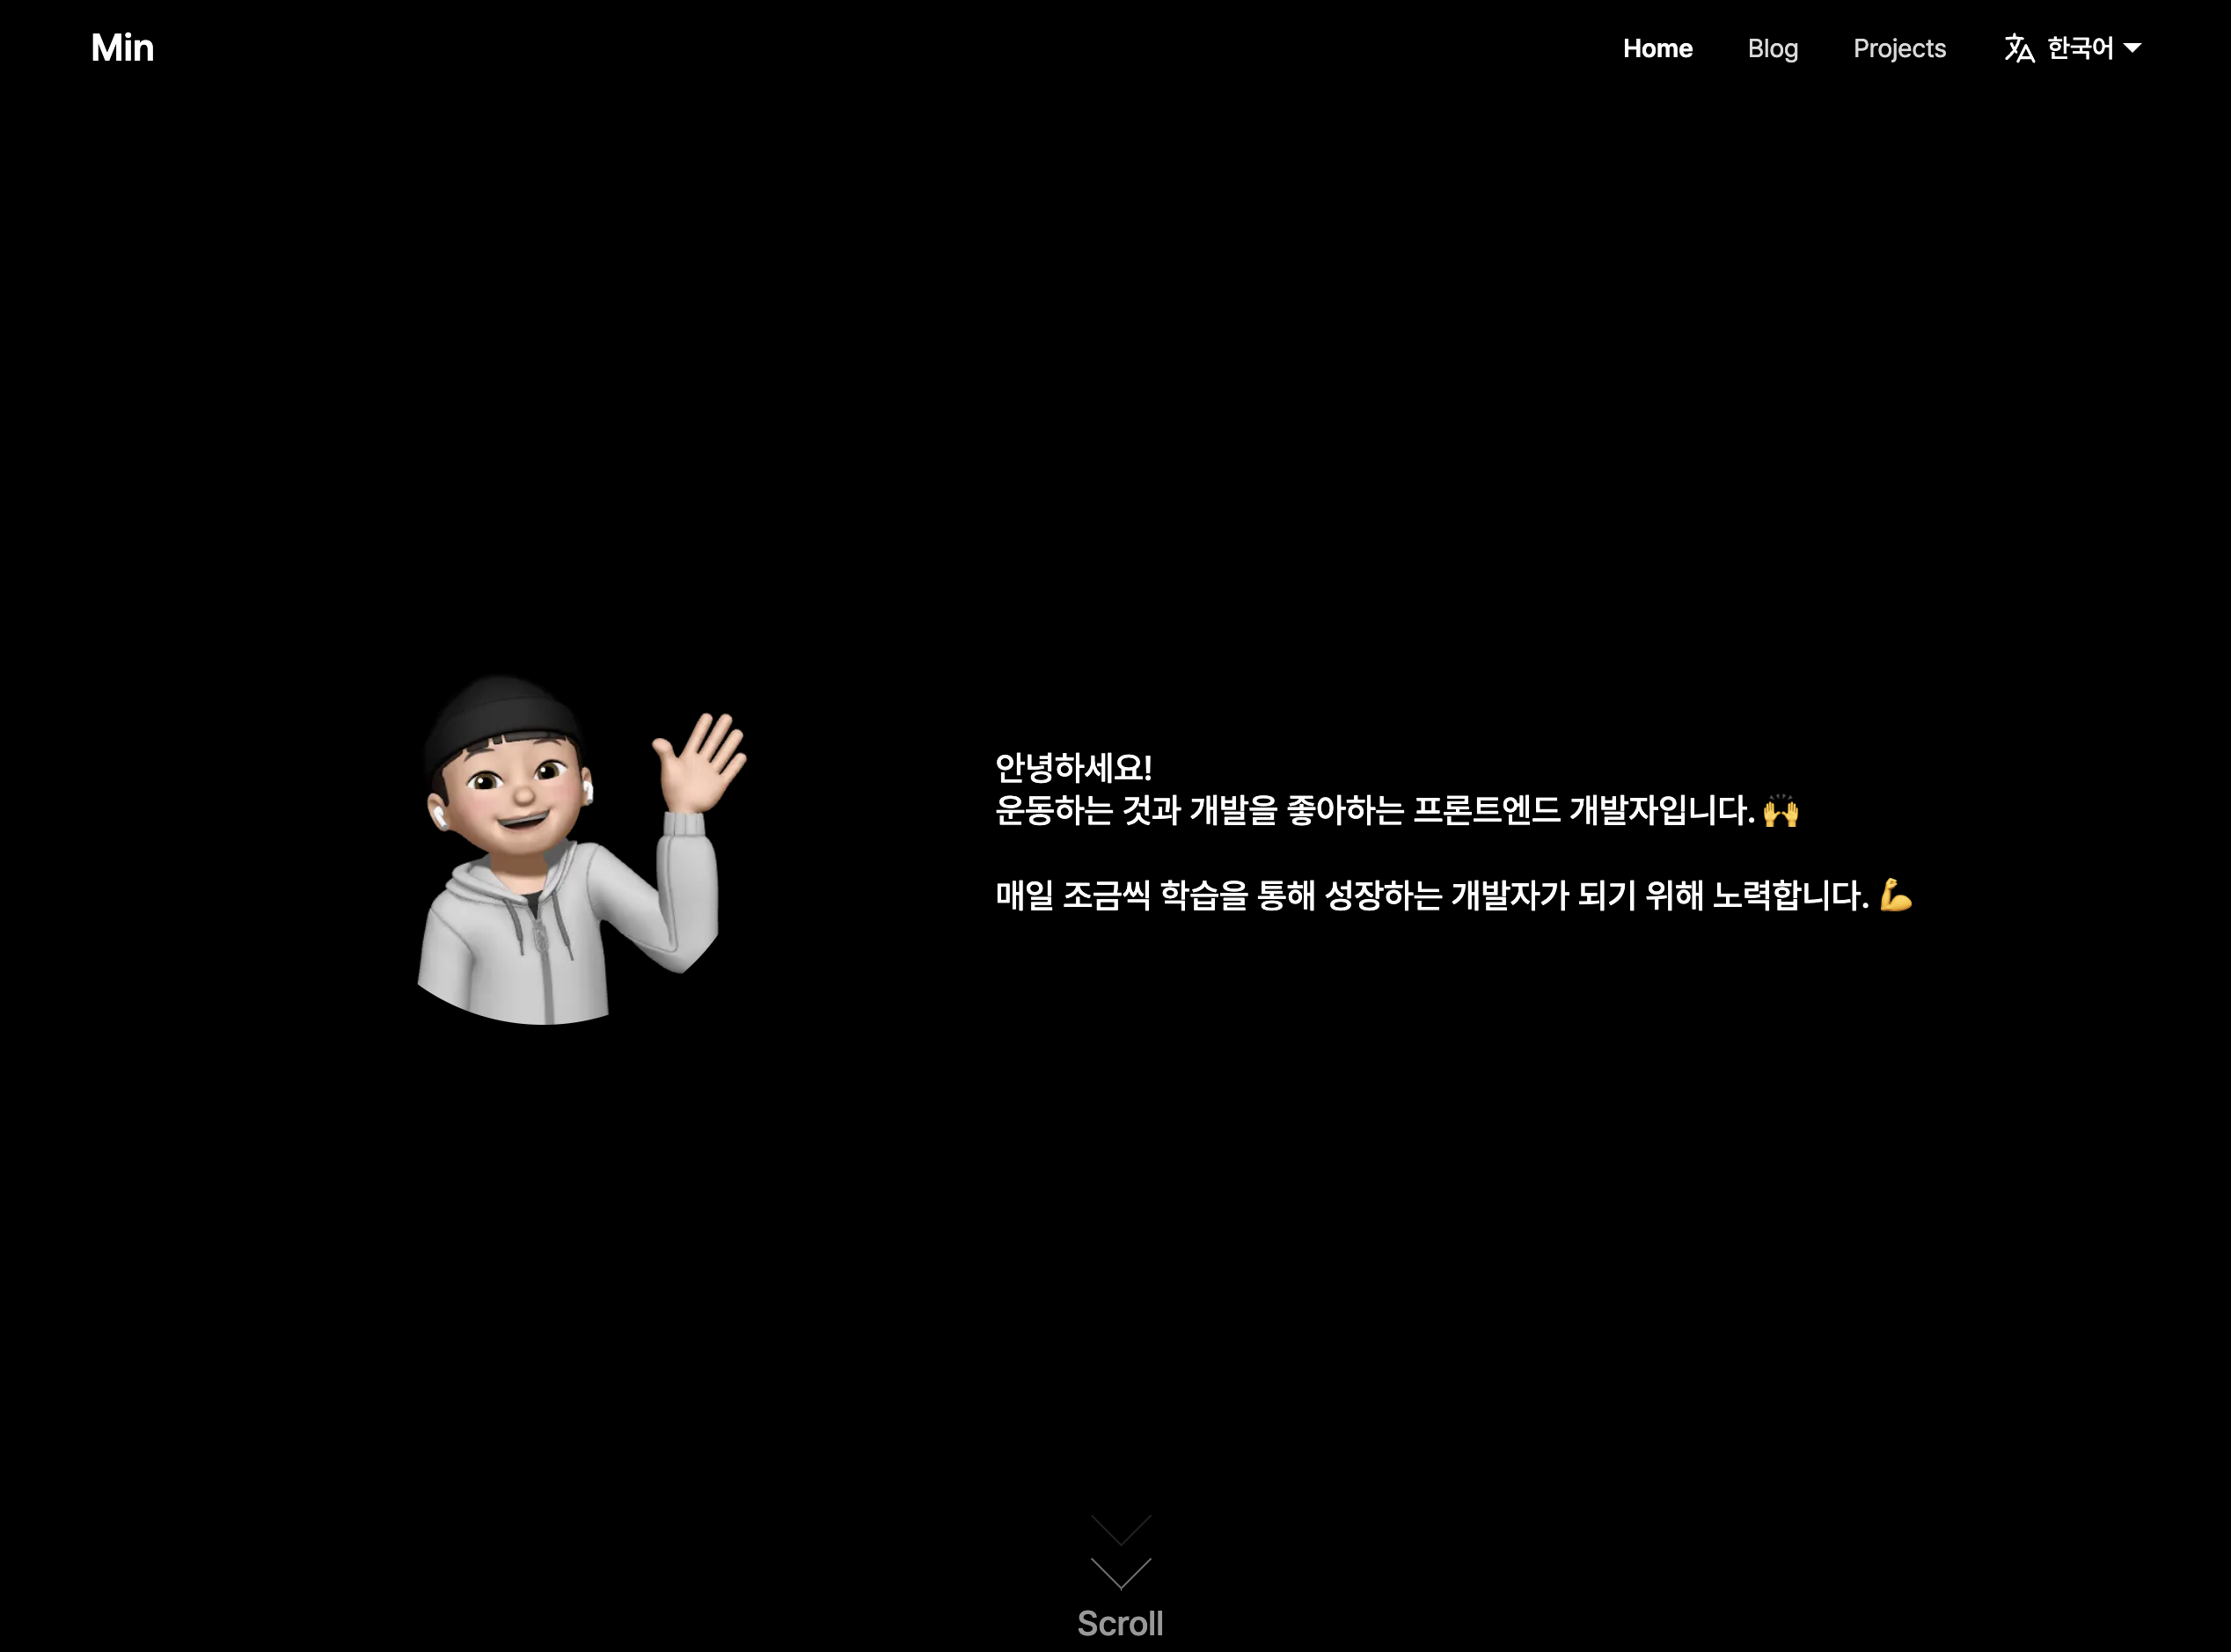 Min
Home Blog Projects 한국어
안녕하세요!
운동하는 것과 개발을 좋아하는 프론트엔드 개발자입니다. 🙌
매일 조금씩 학습을 통해 성장하는 개발자가 되기 위해 노력합니다. 💪
Scroll